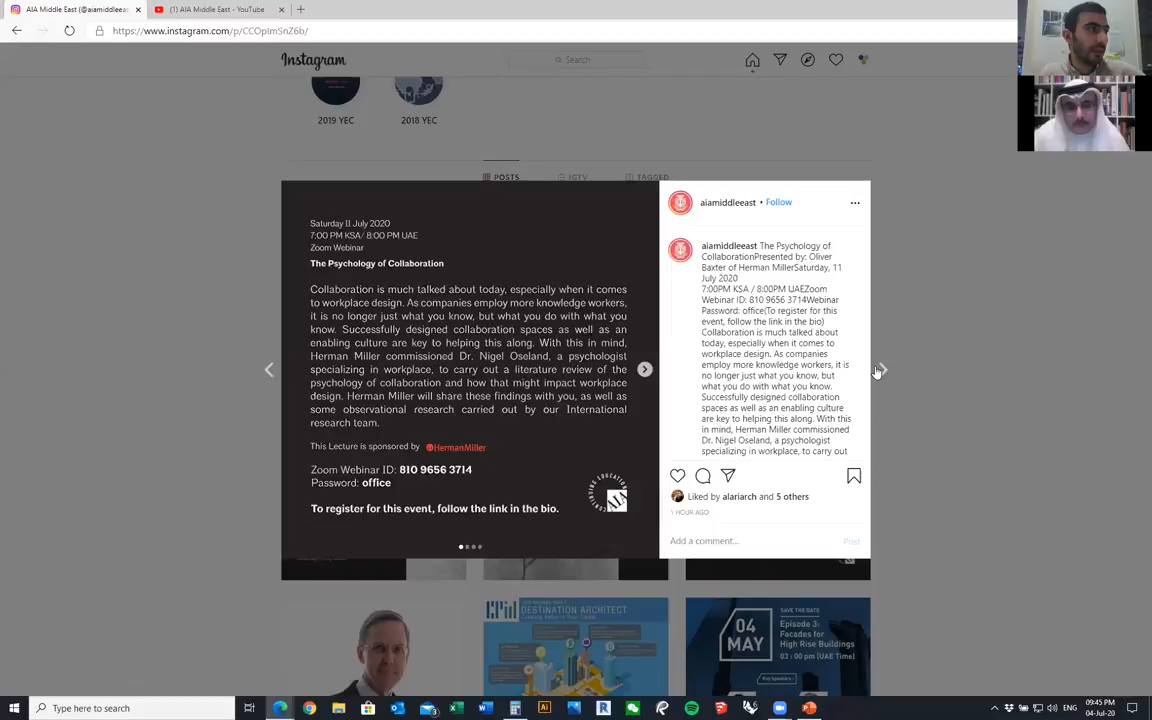 AIA Middle East (@aiamiddleeast)
(1) AIA Middle East - YouTube
https://www.instagram.com/p/CCOpImSnZ6b/
Instagram
Search
2019 YEC
2018 YEC
POSTS
IGTV
TAGGED
Saturday 11 July 2020
7:00 PM KSA/ 8:00 PM UAE
Zoom Webinar
The Psychology of Collaboration
Collaboration is much talked about today, especially when it comes
to workplace design. As companies employ more knowledge workers,
it is no longer just what you know, but what you do with what you
know. Successfully designed collaboration spaces as well as an
enabling culture are key to helping this along. With this in mind,
Herman Miller commissioned Dr. Nigel Oseland, a psychologist
specializing in workplace, to carry out a literature review of the
psychology of collaboration and how that might impact workplace
design. Herman Miller will share these findings with you, as well as
some observational research carried out by our International
research team.
This Lecture is sponsored by HermanMiller
Zoom Webinar ID: 810 9656 3714
Password: office
To register for this event, follow the link in the bio.
CONTINUING EDUCATION
AIA
aiamiddleeast • Follow
aiamiddleeast The Psychology of
CollaborationPresented by: Oliver
Baxter of Herman MillerSaturday, 11
July 2020
7:00PM KSA / 8:00PM UAEZoom
Webinar ID: 810 9656 3714Webinar
Password: office(To register for this
event, follow the link in the bio)
Collaboration is much talked about
today, especially when it comes to
workplace design. As companies
employ more knowledge workers, it is
no longer just what you know, but
what you do with what you know.
Successfully designed collaboration
spaces as well as an enabling culture
are key to helping this along. With this
in mind, Herman Miller commissioned
Dr. Nigel Oseland, a psychologist
specializing in workplace, to carry out
Liked by alariarch and 5 others
1 HOUR AGO
Add a comment...
Post
DESTINATION ARCHITECT
SAVE THE DATE
04
MAY
Episode 3:
Facades for
High Rise Buildings
03 : 00 pm (UAE Time)
Key Speakers
Type here to search
09:45 PM
04-Jul-20